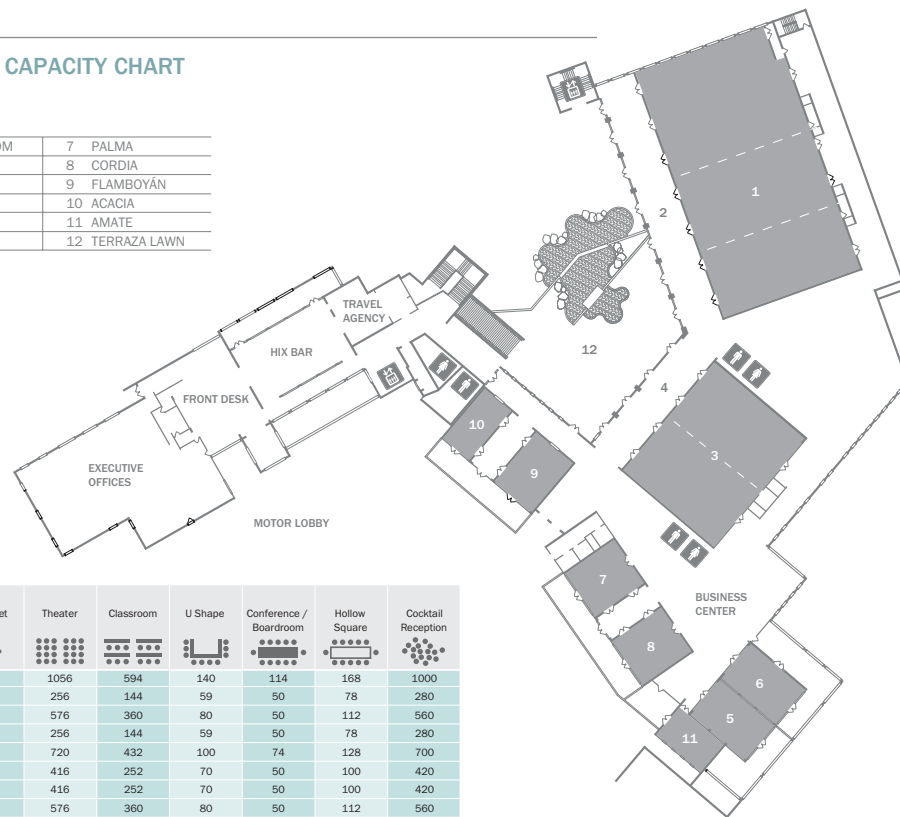 CAPACITY CHART
7 PALMA
8 CORDIA
9 FLAMBOYÁN
10 ACACIA
11 AMATE
12 TERRAZA LAWN
1
2
TRAVEL
AGENCY
HIX BAR
12
4
FRONT DESK
10
3
9
EXECUTIVE
OFFICES
MOTOR LOBBY
7
BUSINESS
CENTER
8
6
5
11
Theater Classroom U Shape Conference / Boardroom Hollow Square Cocktail Reception
1056 594 140 114 168 1000
256 144 59 50 78 280
576 360 80 50 112 560
256 144 59 50 78 280
720 432 100 74 128 700
416 252 70 50 100 420
416 252 70 50 100 420
576 360 80 50 112 560